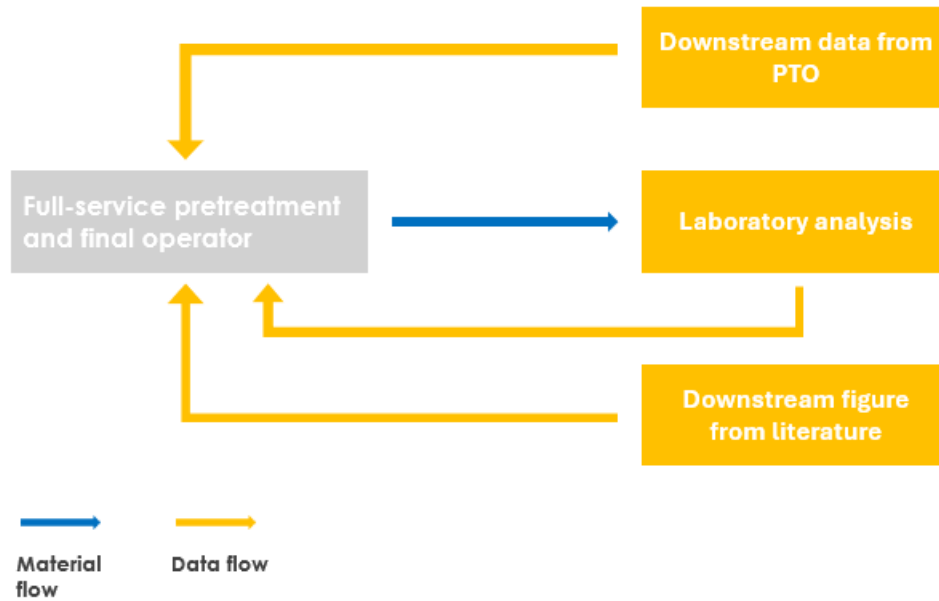 Downstream data from
PTO
Full-service pretreatment
and final operator
Laboratory analysis
Downstream figure
from literature
Material
flow
Data flow